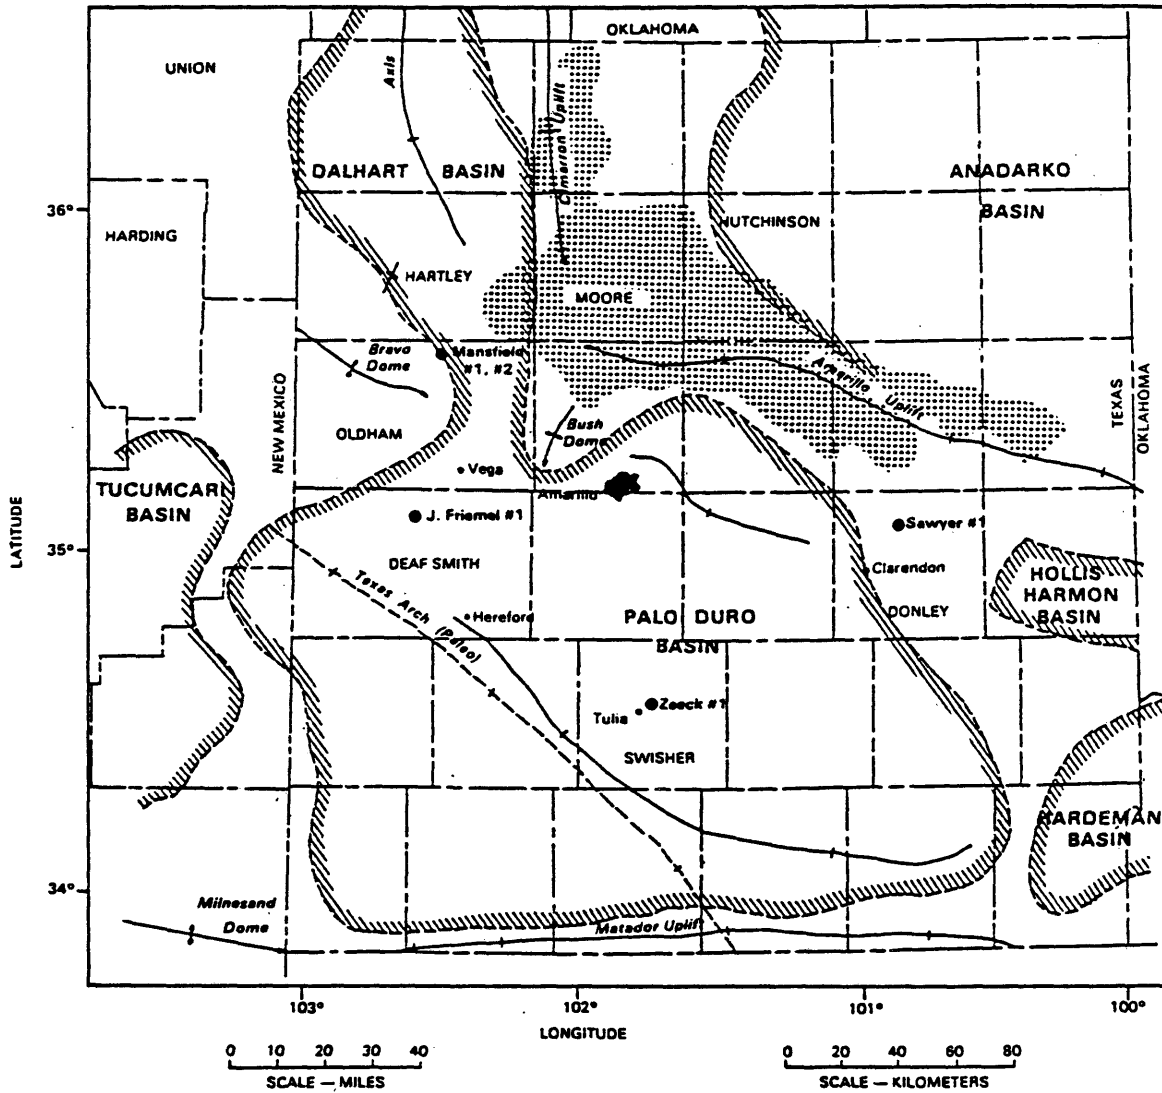 OKLAHOMA
UNION
Axis
Cimarron Uplift
DALHART BASIN
ANADARKO
BASIN
36°
HARDING
HUTCHINSON
HARTLEY
MOORE
Bravo
Dome
Mansfield
#1, #2
Amarillo Uplift
TEXAS
OKLAHOMA
NEW MEXICO
OLDHAM
Bush
Dome
Vega
TUCUMCARI
BASIN
Amarillo
J. Friemel #1
Sawyer #1
LATITUDE
35°
DEAF SMITH
Texas Arch (Paleo)
Clarendon
HOLLIS
HARMON
BASIN
Hereford
PALO DURO
BASIN
DONLEY
Zeeck #1
Tulia
SWISHER
HARDEMAN
BASIN
34°
Milnesand
Dome
Matador Uplift
103°
102°
101°
100°
LONGITUDE
0 10 20 30 40
SCALE — MILES
0 20 40 60 80
SCALE — KILOMETERS